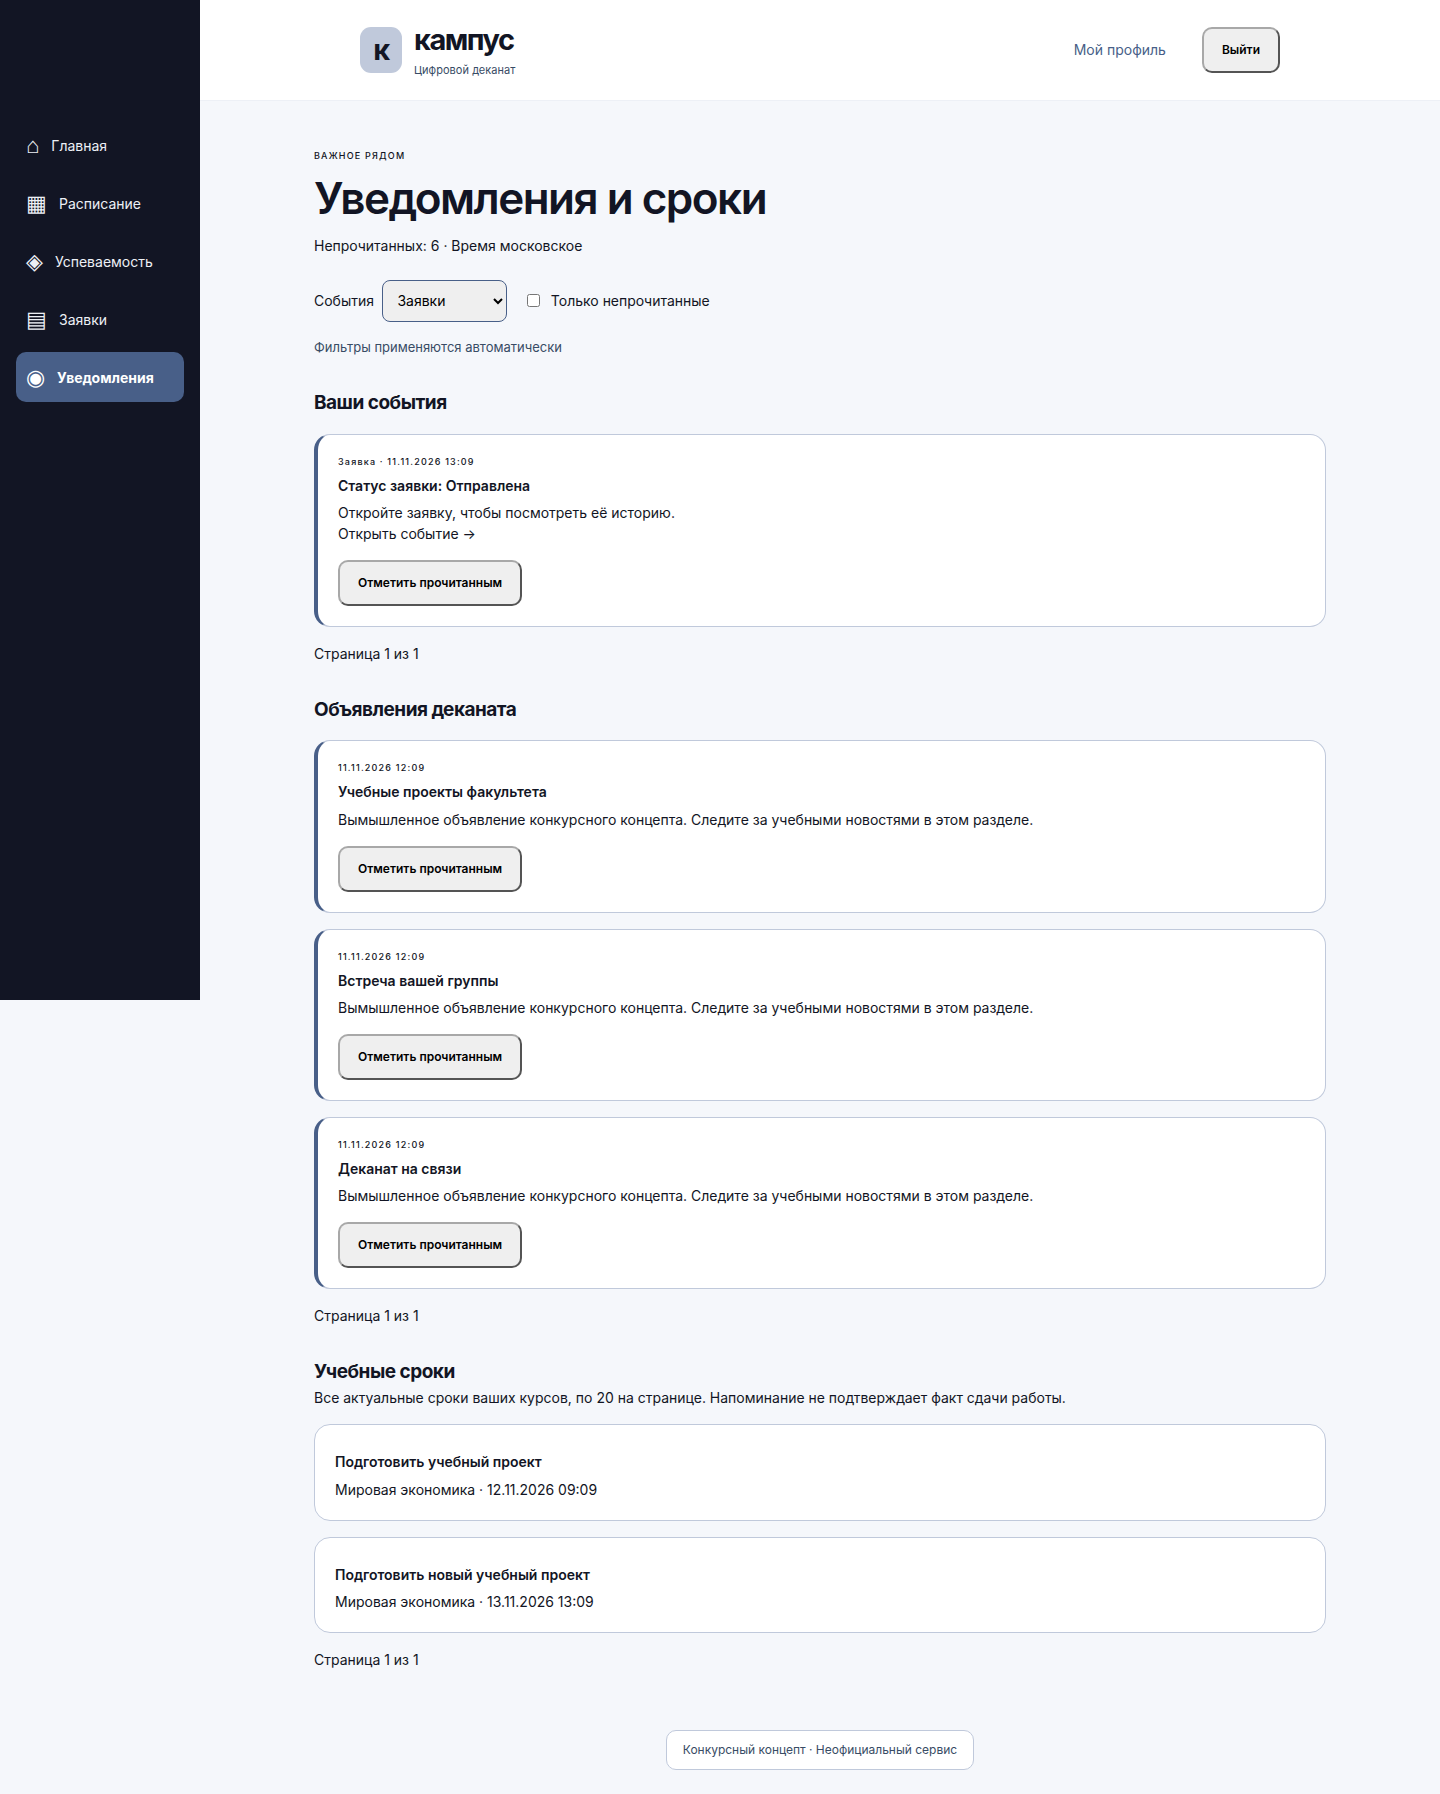 к
кампус
Цифровой деканат
Мой профиль
Выйти
Главная
Расписание
Успеваемость
Заявки
Уведомления
ВАЖНОЕ РЯДОМ
Уведомления и сроки
Непрочитанных: 6 · Время московское
События Заявки Только непрочитанные
Фильтры применяются автоматически
Ваши события
Заявка · 11.11.2026 13:09
Статус заявки: Отправлена
Откройте заявку, чтобы посмотреть её историю.
Открыть событие →
Отметить прочитанным
Страница 1 из 1
Объявления деканата
11.11.2026 12:09
Учебные проекты факультета
Вымышленное объявление конкурсного концепта. Следите за учебными новостями в этом разделе.
Отметить прочитанным
11.11.2026 12:09
Встреча вашей группы
Вымышленное объявление конкурсного концепта. Следите за учебными новостями в этом разделе.
Отметить прочитанным
11.11.2026 12:09
Деканат на связи
Вымышленное объявление конкурсного концепта. Следите за учебными новостями в этом разделе.
Отметить прочитанным
Страница 1 из 1
Учебные сроки
Все актуальные сроки ваших курсов, по 20 на странице. Напоминание не подтверждает факт сдачи работы.
Подготовить учебный проект
Мировая экономика · 12.11.2026 09:09
Подготовить новый учебный проект
Мировая экономика · 13.11.2026 13:09
Страница 1 из 1
Конкурсный концепт · Неофициальный сервис